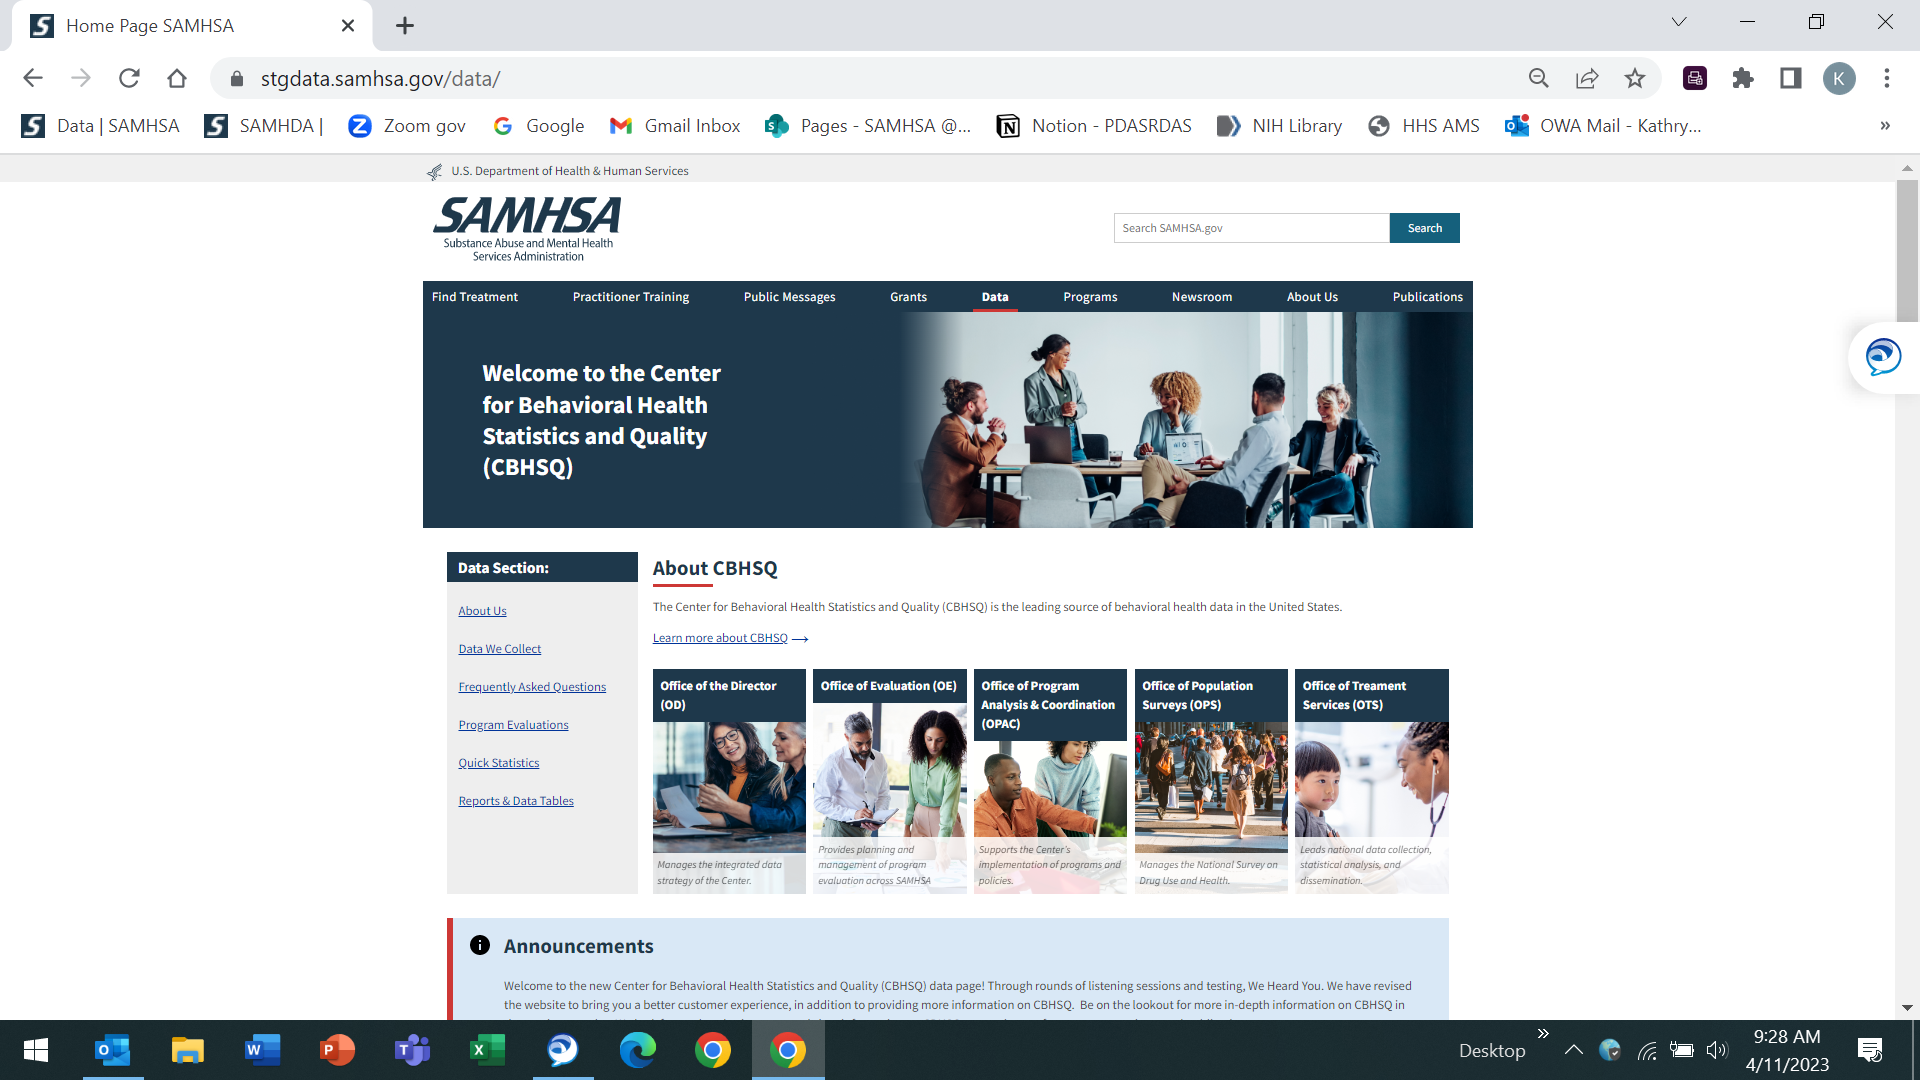 Home Page SAMHSA
stgdata.samhsa.gov/data/
K
Data | SAMHSA
SAMHDA |
Zoom gov
Google
Gmail Inbox
Pages - SAMHSA @...
Notion - PDASRDAS
NIH Library
HHS AMS
OWA Mail - Kathry...
»
U.S. Department of Health & Human Services
SAMHSA
Substance Abuse and Mental Health
Services Administration
Search SAMHSA.gov
Search
Find Treatment
Practitioner Training
Public Messages
Grants
Data
Programs
Newsroom
About Us
Publications
Welcome to the Center
for Behavioral Health
Statistics and Quality
(CBHSQ)
Data Section:
About Us
Data We Collect
Frequently Asked Questions
Program Evaluations
Quick Statistics
Reports & Data Tables
About CBHSQ
The Center for Behavioral Health Statistics and Quality (CBHSQ) is the leading source of behavioral health data in the United States.
Learn more about CBHSQ
Office of the Director
(OD)
Manages the integrated data
strategy of the Center.
Office of Evaluation (OE)
Provides planning and
management of program
evaluation across SAMHSA
Office of Program
Analysis & Coordination
(OPAC)
Supports the Center's
implementation of programs and
policies.
Office of Population
Surveys (OPS)
Manages the National Survey on
Drug Use and Health.
Office of Treament
Services (OTS)
Leads national data collection,
statistical analysis, and
dissemination.
Announcements
Welcome to the new Center for Behavioral Health Statistics and Quality (CBHSQ) data page! Through rounds of listening sessions and testing, We Heard You. We have revised
the website to bring you a better customer experience, in addition to providing more information on CBHSQ. Be on the lookout for more in-depth information on CBHSQ in
Desktop
»
9:28 AM
4/11/2023